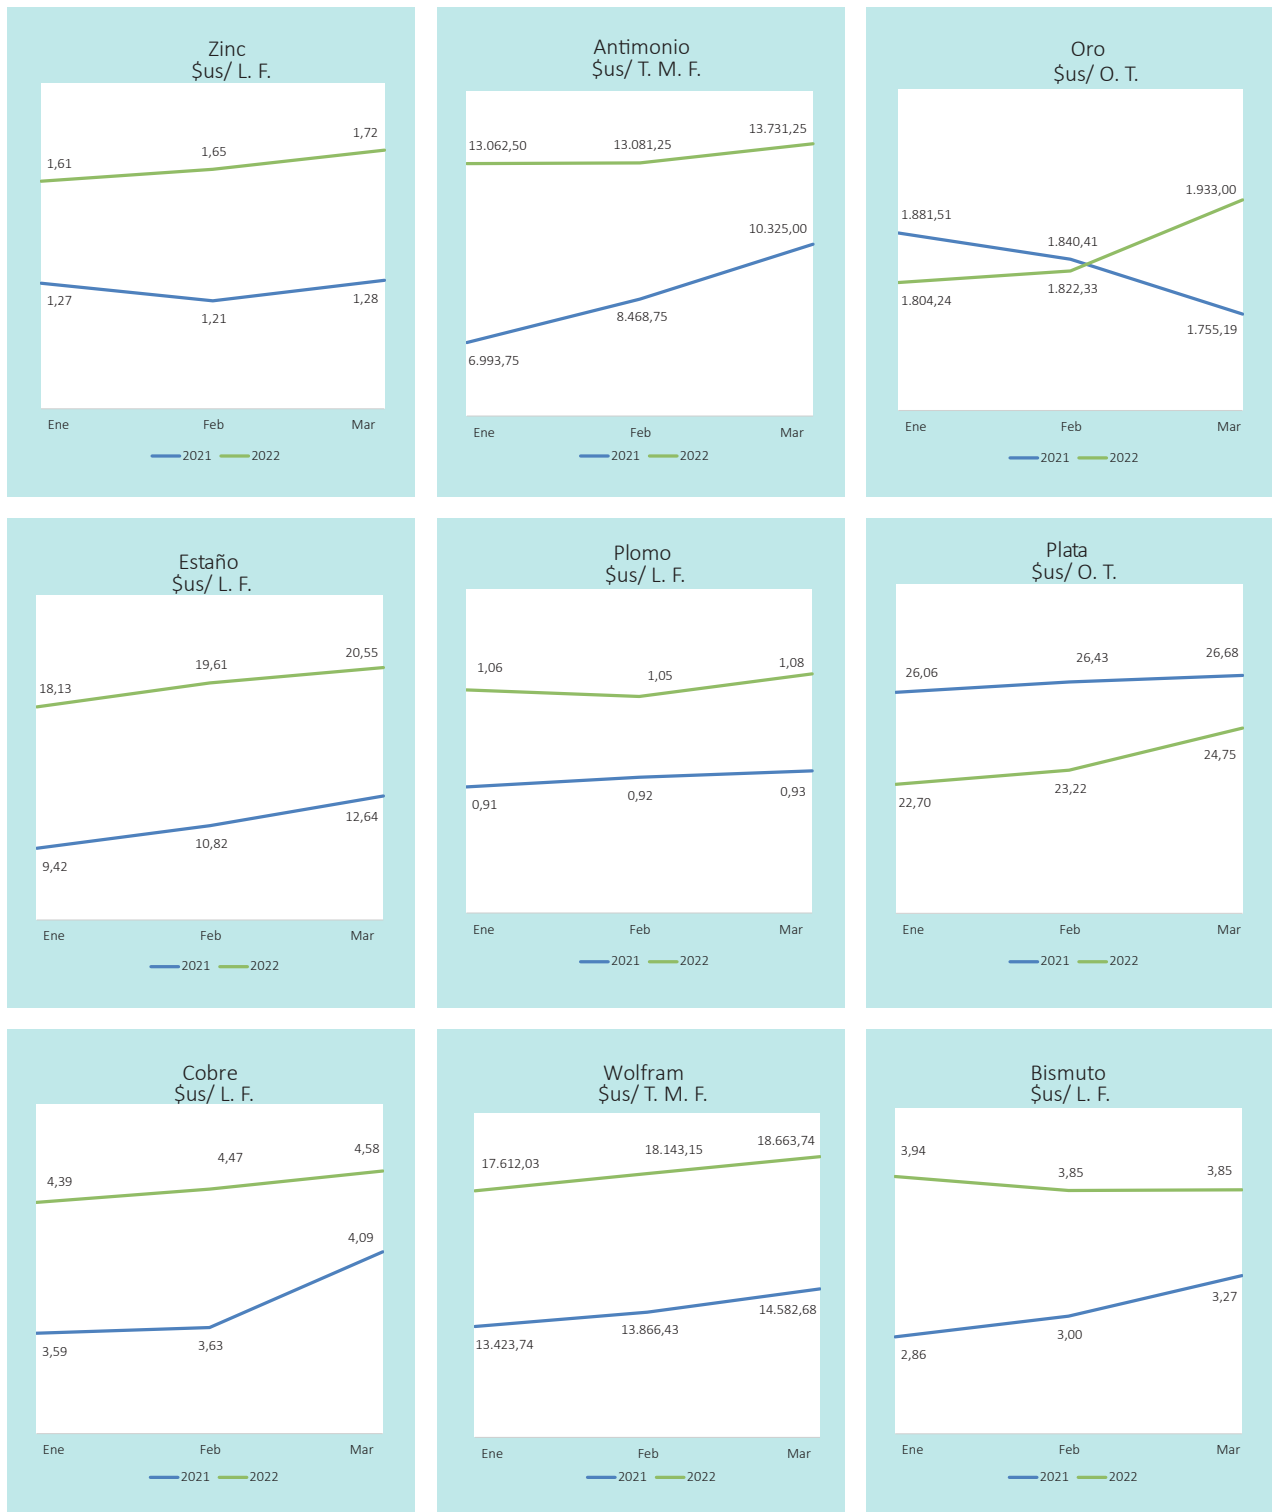 Zinc
$us/ L. F.
1,72
1,65
1,61
1,27
1,28
1,21
Ene Feb Mar
2021 2022
Antimonio
$us/ T. M. F.
13.731,25
13.062,50 13.081,25
10.325,00
8.468,75
6.993,75
Ene Feb Mar
2021 2022
Oro
$us/ O. T.
1.933,00
1.881,51
1.840,41
1.822,33
1.804,24
1.755,19
Ene Feb Mar
2021 2022
Estaño
$us/ L. F.
20,55
19,61
18,13
12,64
10,82
9,42
Ene Feb Mar
2021 2022
Plomo
$us/ L. F.
1,08
1,06
1,05
0,93
0,92
0,91
Ene Feb Mar
2021 2022
Plata
$us/ O. T.
26,68
26,43
26,06
24,75
23,22
22,70
Ene Feb Mar
2021 2022
Cobre
$us/ L. F.
4,58
4,47
4,39
4,09
3,63
3,59
Ene Feb Mar
2021 2022
Wolfram
$us/ T. M. F.
18.663,74
18.143,15
17.612,03
14.582,68
13.866,43
13.423,74
Ene Feb Mar
2021 2022
Bismuto
$us/ L. F.
3,94
3,85 3,85
3,27
3,00
2,86
Ene Feb Mar
2021 2022